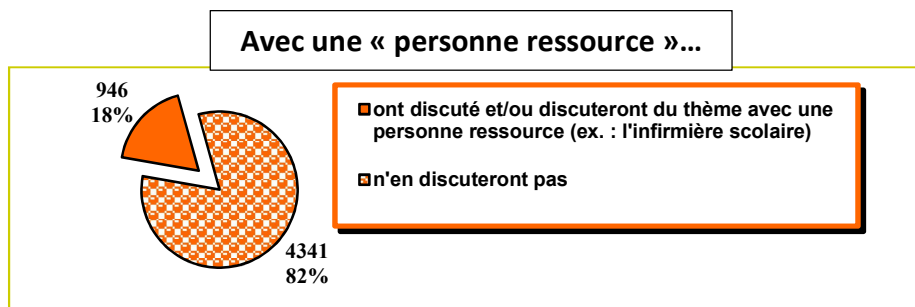 Avec une « personne ressource »…
946
18%
ont discuté et/ou discuteront du thème avec une
personne ressource (ex. : l'infirmière scolaire)
n'en discuteront pas
4341
82%